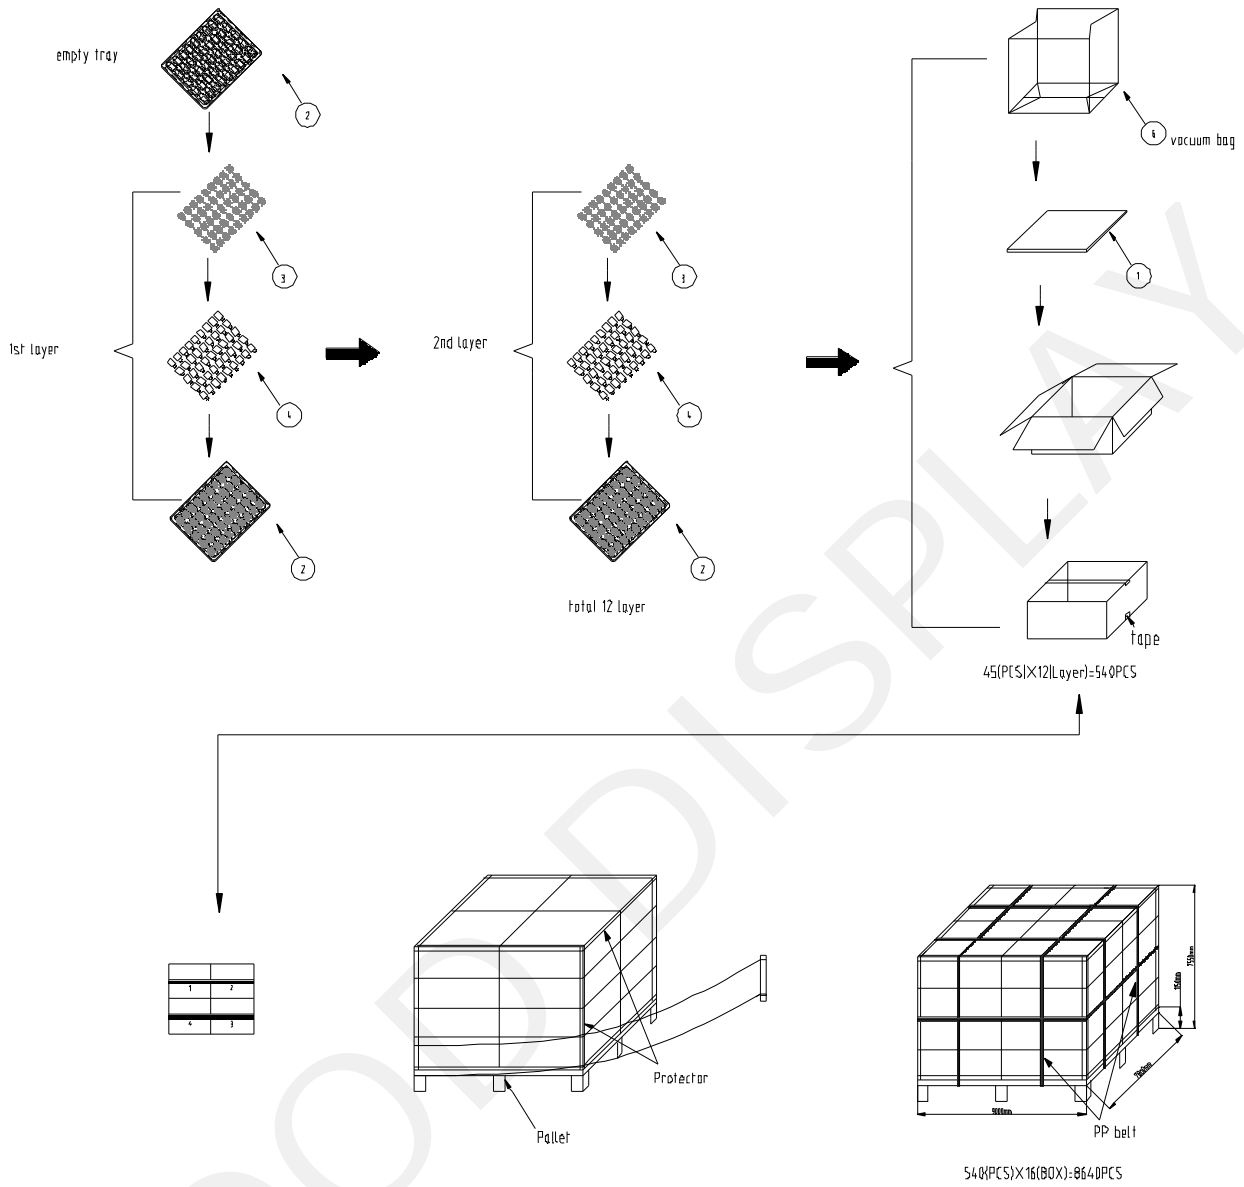 empty tray
2
6
vacuum bag
3
3
1
1st layer
2nd layer
4
4
2
2
total 12 layer
tape
45(PCS)X12(Layer)=540PCS
1
2
4
3
Protector
Pallet
PP belt
540(PCS)X16(BOX)=8640PCS
OD DISPLAY